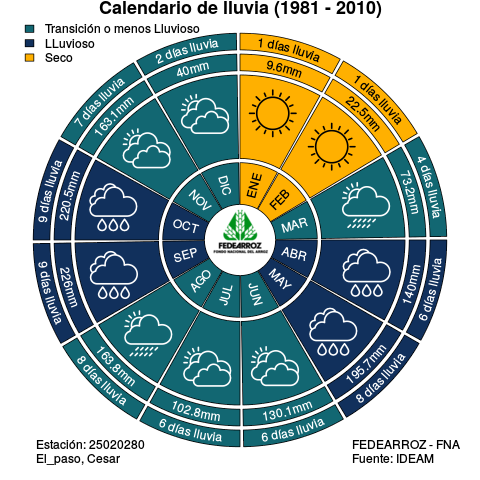 Calendario de lluvia (1981 - 2010)
Transición o menos Lluvioso
LLuvioso
Seco
1 días lluvia
9.6mm
ENE
1 días lluvia
22.5mm
FEB
4 días lluvia
73.2mm
MAR
6 días lluvia
140mm
ABR
8 días lluvia
195.7mm
MAY
6 días lluvia
130.1mm
JUN
6 días lluvia
102.8mm
JUL
8 días lluvia
163.8mm
AGO
9 días lluvia
226mm
SEP
9 días lluvia
220.5mm
OCT
7 días lluvia
163.1mm
NOV
2 días lluvia
40mm
DIC
FEDEARROZ
FONDO NACIONAL DEL ARROZ
Estación: 25020280
El_paso, Cesar
FEDEARROZ - FNA
Fuente: IDEAM